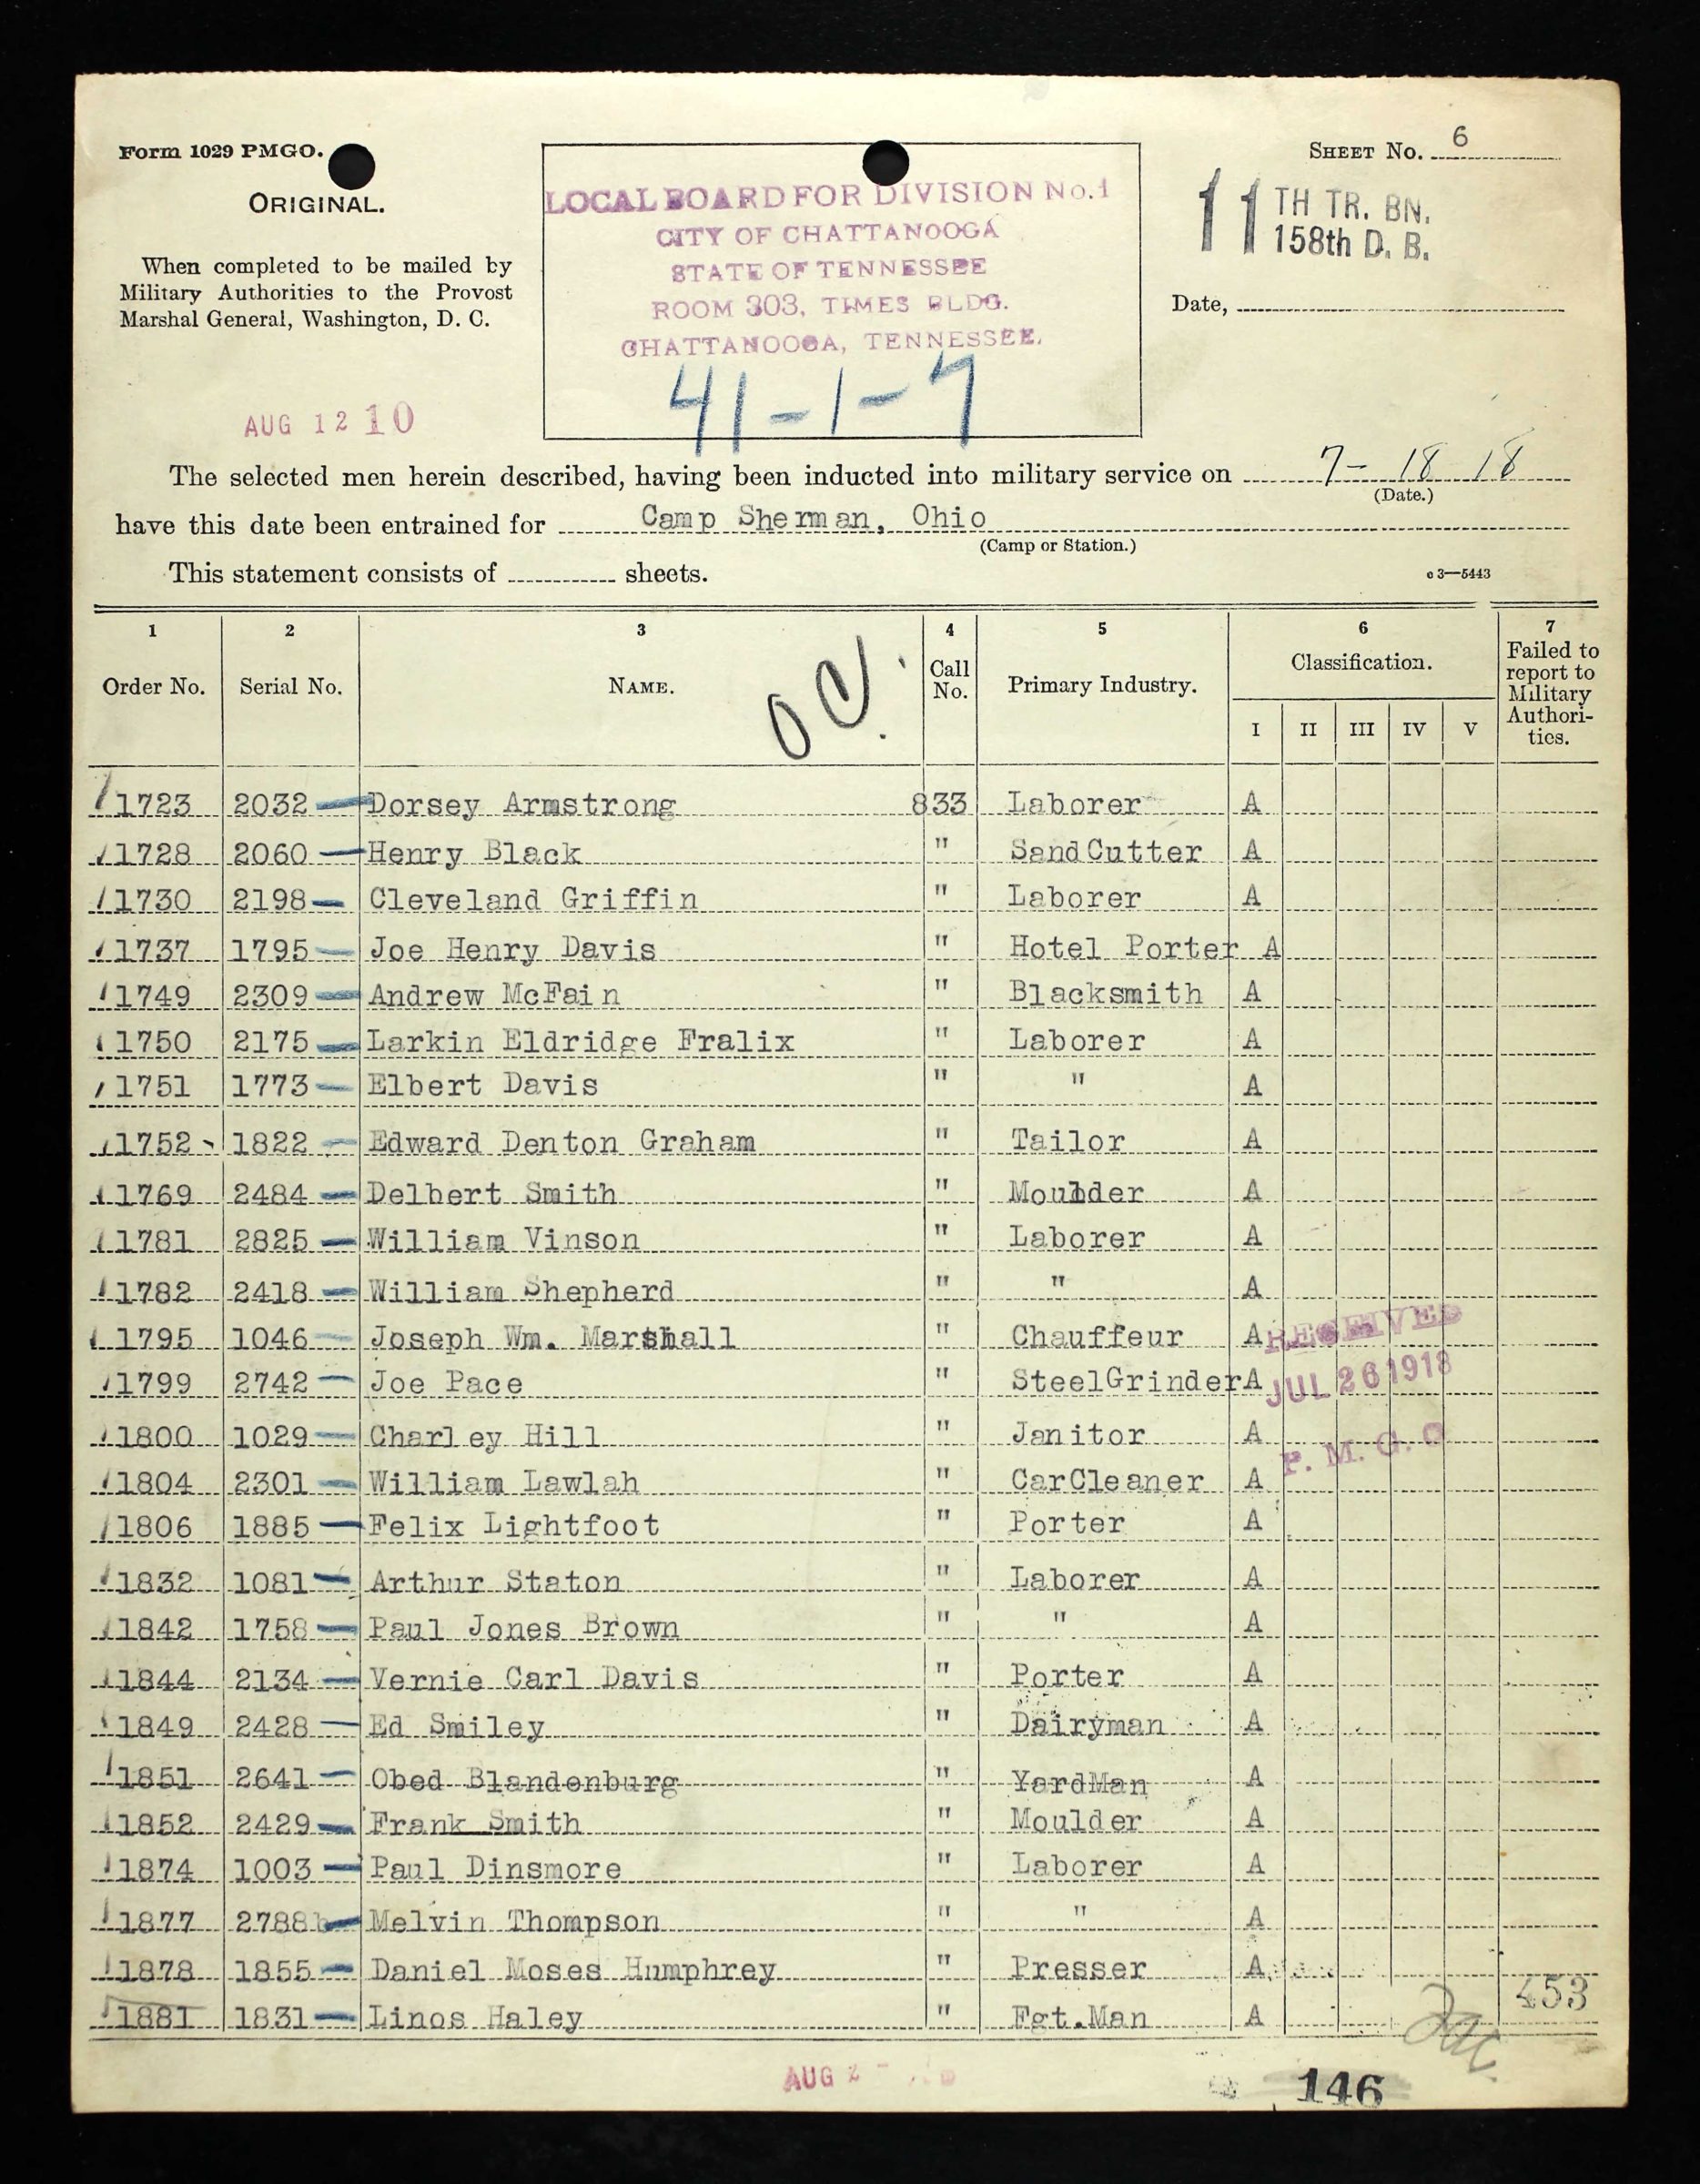 Form 1029 PMGO.
ORIGINAL.
When completed to be mailed by
Military Authorities to the Provost
Marshal General, Washington, D. C.
AUG 12 10
LOCAL BOARD FOR DIVISION No.1
CITY OF CHATTANOOGA
STATE OF TENNESSEE
ROOM 303, TIMES BLDG.
CHATTANOOGA, TENNESSEE.
41-1-7
SHEET No. 6
11 TH TR. BN.
158th D. B.
Date,
The selected men herein described, having been inducted into military service on 7- 18 18
(Date.)
have this date been entrained for Camp Sherman, Ohio
(Camp or Station.)
This statement consists of sheets.
c 3—5443
1 2 3 4 5 6 7
Order No. Serial No. NAME. Call No. Primary Industry. Classification. Failed to report to Military Authori- ties.
I II III IV V
1723 2032 Dorsey Armstrong 833 Laborer A
1728 2060 Henry Black " SandCutter A
1730 2198 Cleveland Griffin " Laborer A
1737 1795 Joe Henry Davis " Hotel Porter A
1749 2309 Andrew McFain " Blacksmith A
1750 2175 Larkin Eldridge Fralix " Laborer A
1751 1773 Elbert Davis " " A
1752 1822 Edward Denton Graham " Tailor A
1769 2484 Delbert Smith " Moulder A
1781 2825 William Vinson " Laborer A
1782 2418 William Shepherd " " A
1795 1046 Joseph Wm. Marshall " Chauffeur A
RECEIVED
1799 2742 Joe Pace " SteelGrinder A
JUL 26 1918
1800 1029 Charley Hill " Janitor A
P. M. G. O
1804 2301 William Lawlah " CarCleaner A
1806 1885 Felix Lightfoot " Porter A
1832 1081 Arthur Staton " Laborer A
1842 1758 Paul Jones Brown " " A
1844 2134 Vernie Carl Davis " Porter A
1849 2428 Ed Smiley " Dairyman A
1851 2641 Obed Blandenburg " YardMan A
1852 2429 Frank Smith " Moulder A
1874 1003 Paul Dinsmore " Laborer A
1877 2788 Melvin Thompson " " A
1878 1855 Daniel Moses Humphrey " Presser A
453
1881 1831 Linos Haley " Fgt.Man A
AUG 2
146